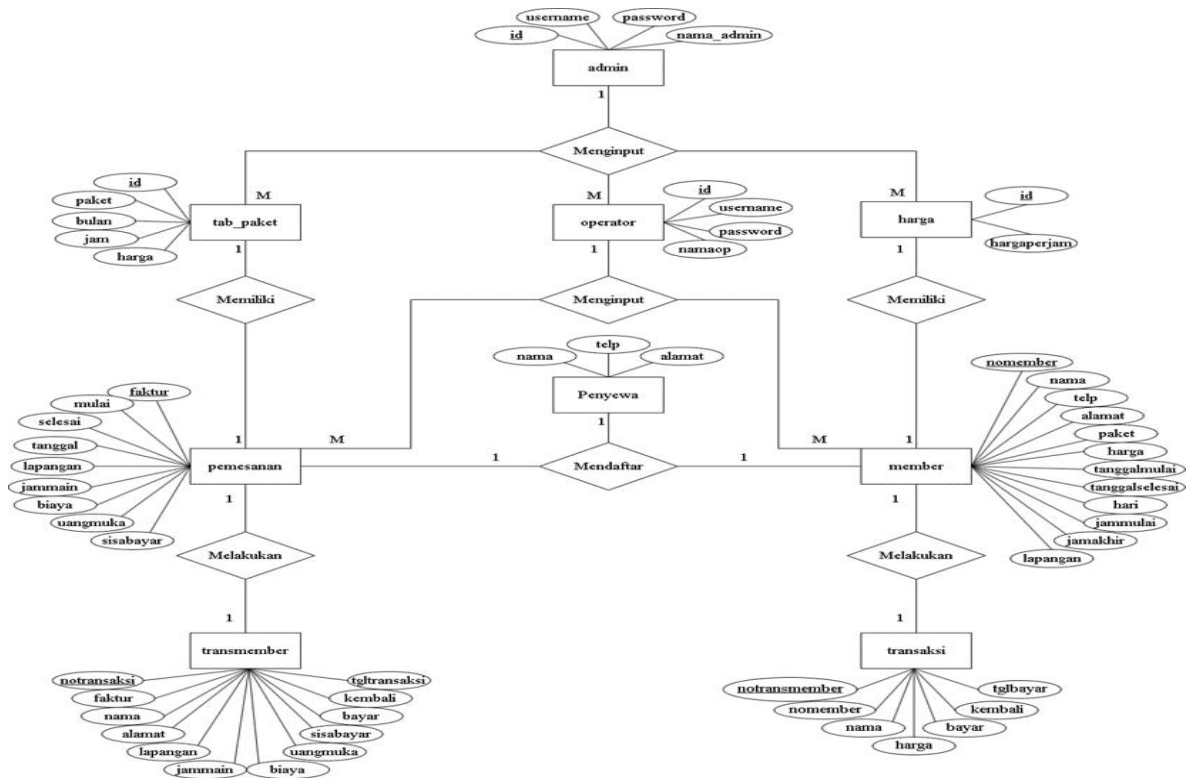 username
password
id
nama_admin
admin
1
Menginput
M
M
M
id
paket
bulan
jam
harga
tab_paket
operator
id
username
password
namaop
harga
id
hargaperjam
1
1
1
Memiliki
Menginput
Memiliki
telp
nama
alamat
Penyewa
1
faktur
mulai
selesai
tanggal
lapangan
jammain
biaya
uangmuka
sisabayar
1
M
pemesanan
1
Mendaftar
1
M
1
member
nomember
nama
telp
alamat
paket
harga
tanggalmulai
tanggalselesai
hari
jammulai
jamakhir
lapangan
1
1
Melakukan
Melakukan
1
1
transmember
transaksi
notransaksi
faktur
nama
alamat
lapangan
jammain
biaya
uangmuka
sisabayar
bayar
kembali
tgltransaksi
notransmember
nomember
nama
harga
bayar
kembali
tglbayar